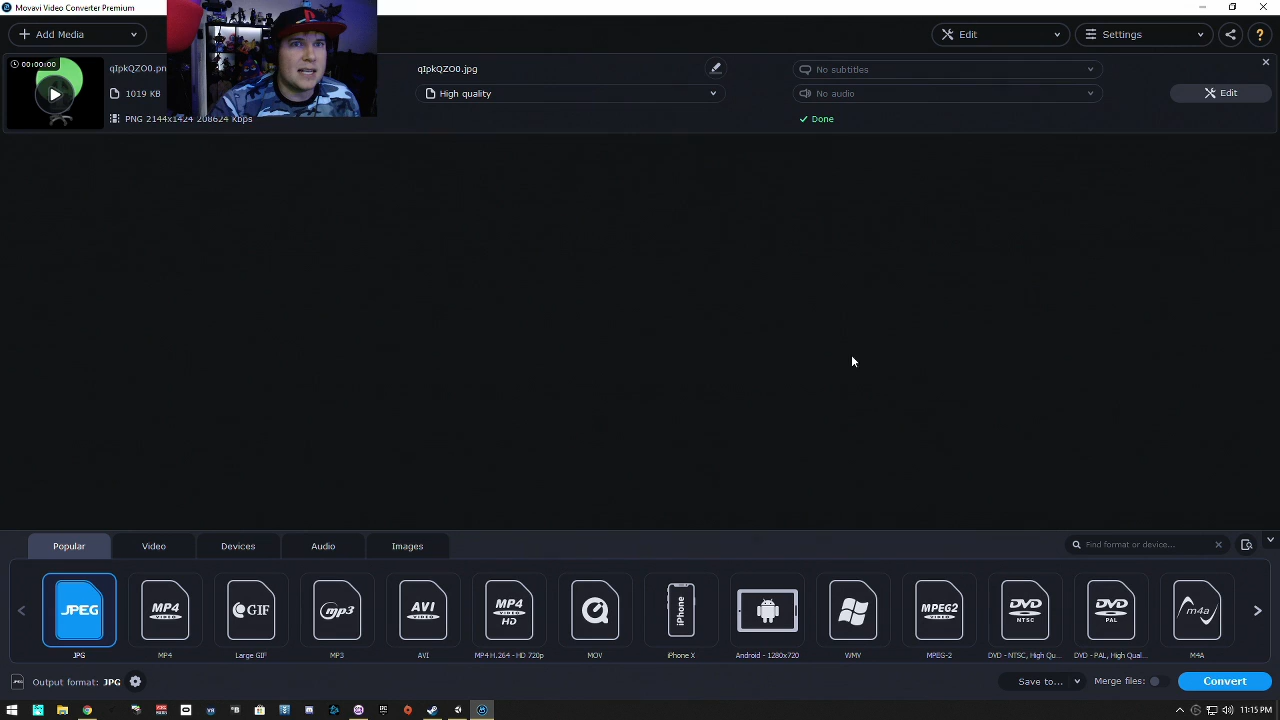 Movavi Video Converter Premium
Add Media
Edit
Settings
?
00:00:00
qIpkQZO0.pn
1019 KB
PNG 2144x1424 208624 Kbps
qIpkQZO0.jpg
High quality
No subtitles
No audio
Done
Edit
Popular
Video
Devices
Audio
Images
Find format or device...
JPEG
MP4 VIDEO
GIF
mp3
AVI VIDEO
MP4 VIDEO HD
iPhone
MPEG2 VIDEO
DVD NTSC
DVD PAL
m4a
JPG
MP4
Large GIF
MP3
AVI
MP4 H.264 - HD 720p
MOV
iPhone X
Android - 1280x720
WMV
MPEG-2
DVD - NTSC, High Qu...
DVD - PAL, High Qual...
M4A
Output format: JPG
Save to...
Merge files:
Convert
11:15 PM